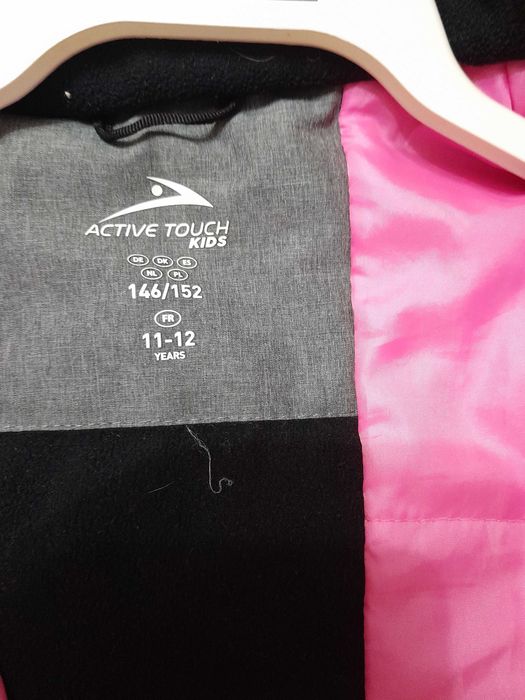 ACTIVE TOUCH
KIDS
DE DK ES
NL PL
146/152
FR
11-12
YEARS